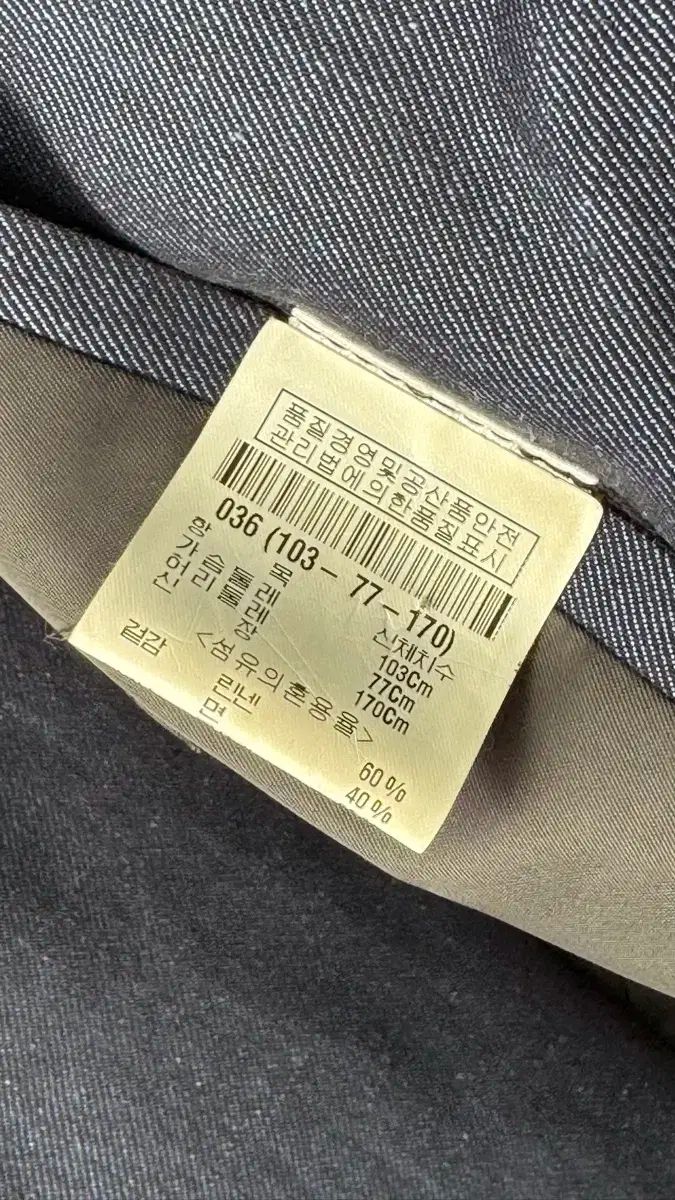 품질경영및공산품안전
관리법에의한품질표시
036 (103 - 77 - 170)
항 목 신체치수
가 슴 둘 레 103Cm
허 리 둘 레 77Cm
신 장 170Cm
<섬 유 의 혼 용 율>
겉감 린넨 60%
면 40%